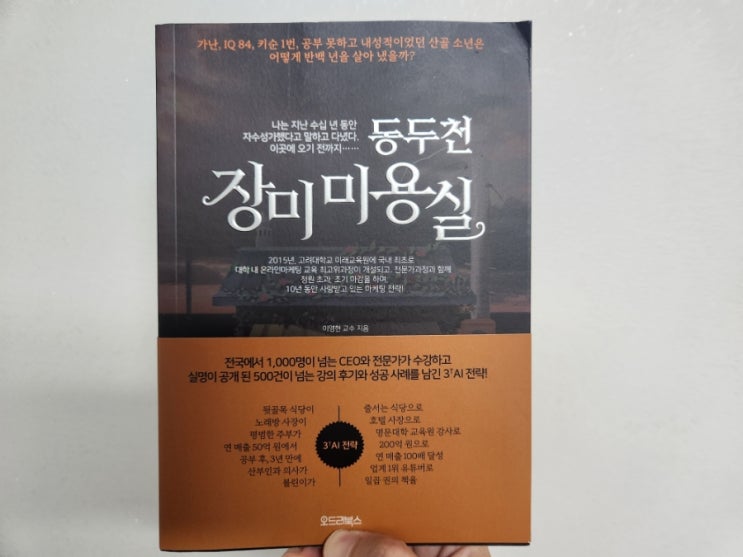 가난, IQ 84, 키순 1번, 공부 못하고 내성적이었던 산골 소년은
어떻게 반백 년을 살아 냈을까?
나는 지난 수십 년 동안
자수성가했다고 말하고 다녔다.
이곳에 오기 전까지……
동두천
장미 미용실
2015년, 고려대학교 미래교육원에 국내 최초로
대학 내 온라인마케팅 교육 최고위과정이 개설되고, 전문가과정과 함께
정원 초과, 조기 마감을 하며,
10년 동안 사랑받고 있는 마케팅 전략!
이영현 교수 지음
전국에서 1,000명이 넘는 CEO와 전문가가 수강하고
실명이 공개 된 500건이 넘는 강의 후기와 성공 사례를 남긴 3ᵀAI 전략!
뒷골목 식당이
노래방 사장이
평범한 주부가
연 매출 50억 원에서
공부 후, 3년 만에
산부인과 의사가
불린이가
3ᵀAI 전략
줄서는 식당으로
호텔 사장으로
명문대학 교육원 강사로
200억 원으로
연 매출 100배 달성
업계 1위 유튜버로
일곱 권의 책을
오드리북스